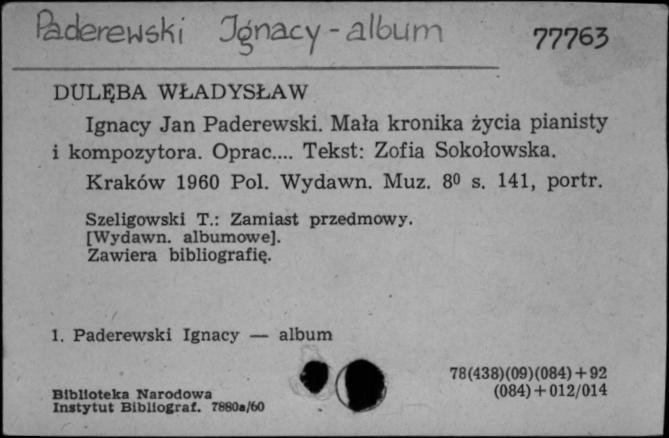 Paderewski Ignacy - album 77763
DULĘBA WŁADYSŁAW
Ignacy Jan Paderewski. Mała kronika życia pianisty
i kompozytora. Oprac.... Tekst: Zofia Sokołowska.
Kraków 1960 Pol. Wydawn. Muz. 8⁰ s. 141, portr.
Szeligowski T.: Zamiast przedmowy.
[Wydawn. albumowe].
Zawiera bibliografię.
1. Paderewski Ignacy — album
78(438)(09)(084)+92
(084)+012/014
Biblioteka Narodowa
Instytut Bibliograf. 7880a/60